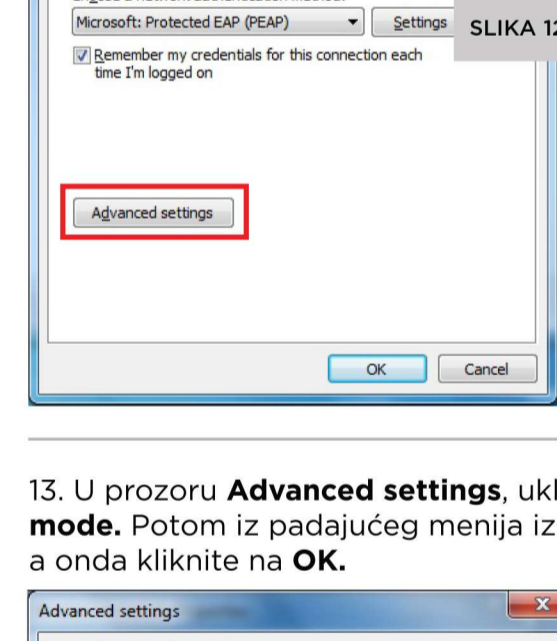 Microsoft: Protected EAP (PEAP)
Settings
SLIKA 12
Remember my credentials for this connection each
time I'm logged on
Advanced settings
OK
Cancel
13. U prozoru Advanced settings,
mode. Potom iz padajućeg menija
a onda kliknite na OK.
Advanced settings